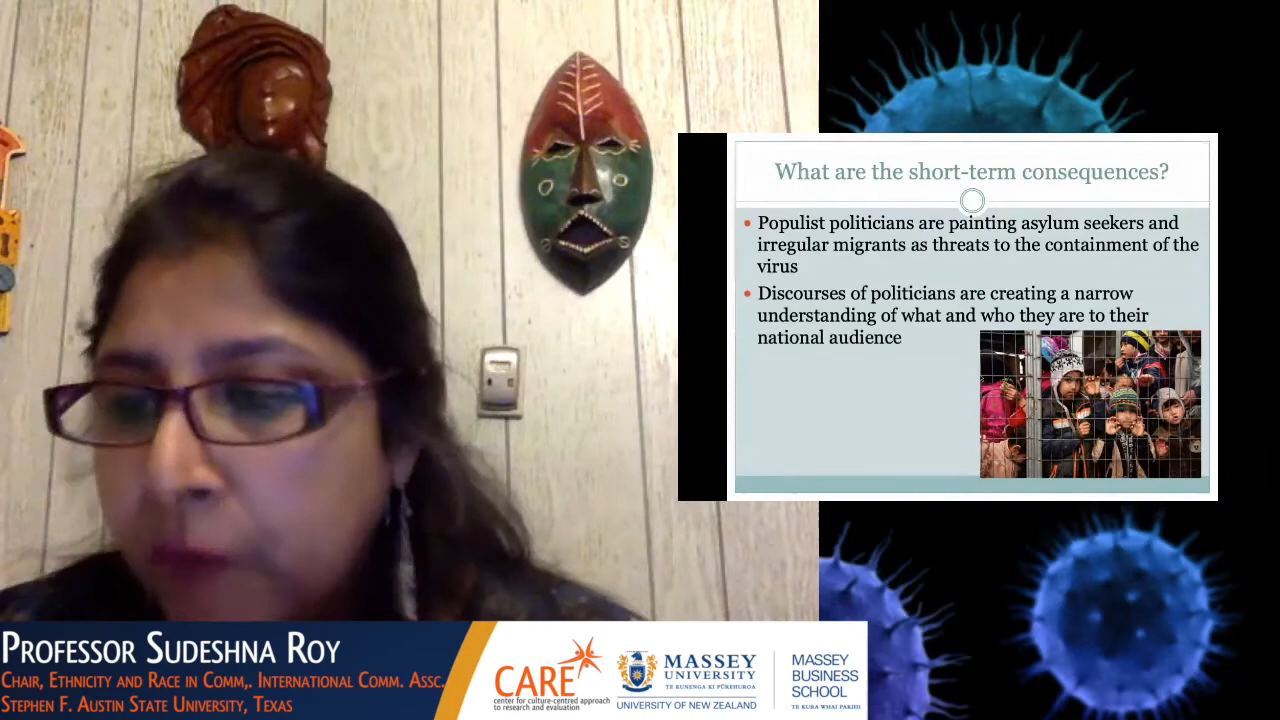 What are the short-term consequences?
• Populist politicians are painting asylum seekers and
irregular migrants as threats to the containment of the
virus
• Discourses of politicians are creating a narrow
understanding of what and who they are to their
national audience
PROFESSOR SUDESHNA ROY
CHAIR, ETHNICITY AND RACE IN COMM,. INTERNATIONAL COMM. ASSC.
STEPHEN F. AUSTIN STATE UNIVERSITY, TEXAS
CARE
center for culture-centred approach
to research and evaluation
MASSEY
UNIVERSITY
TE KUNENGA KI PŪREHUROA
UNIVERSITY OF NEW ZEALAND
MASSEY
BUSINESS
SCHOOL
TE KURA WHAI PAKIHI